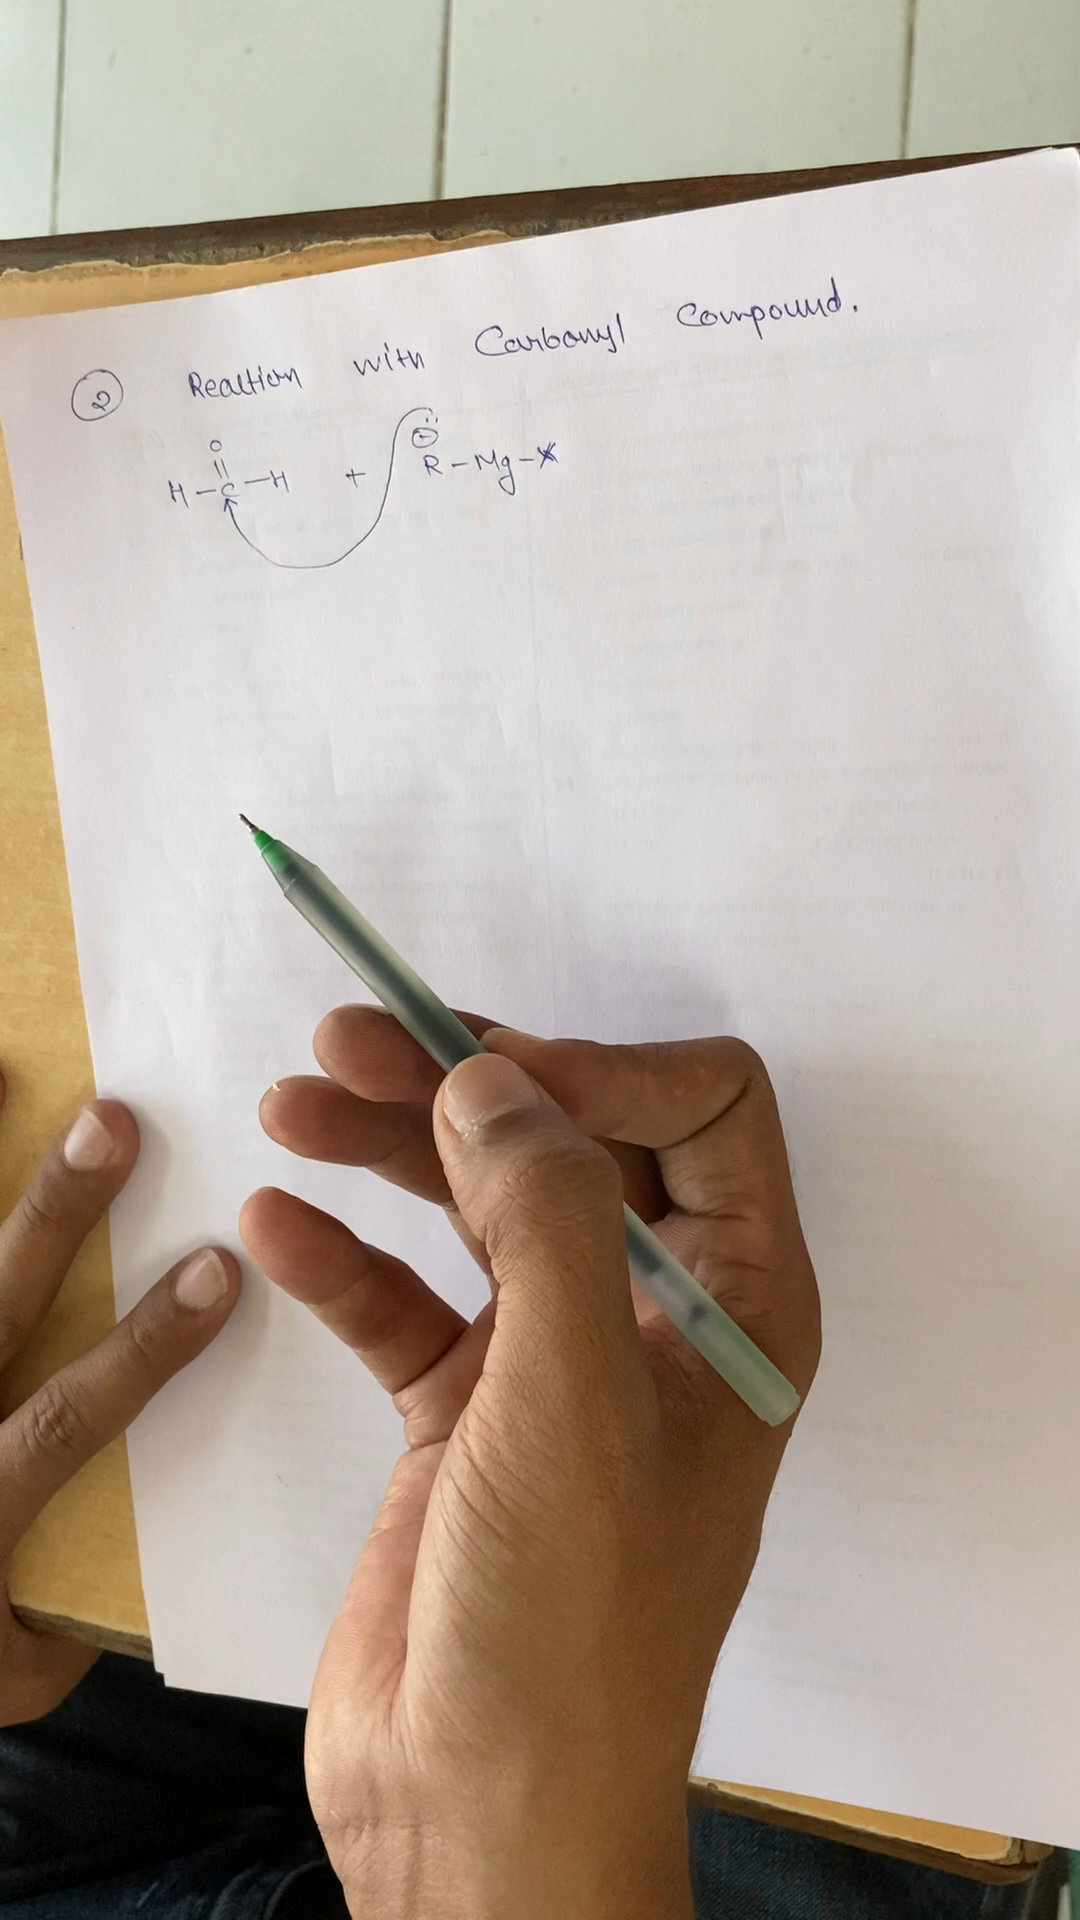 ② Reaction with Carbonyl Compound.
O
||
H-C-H + R-Mg-X